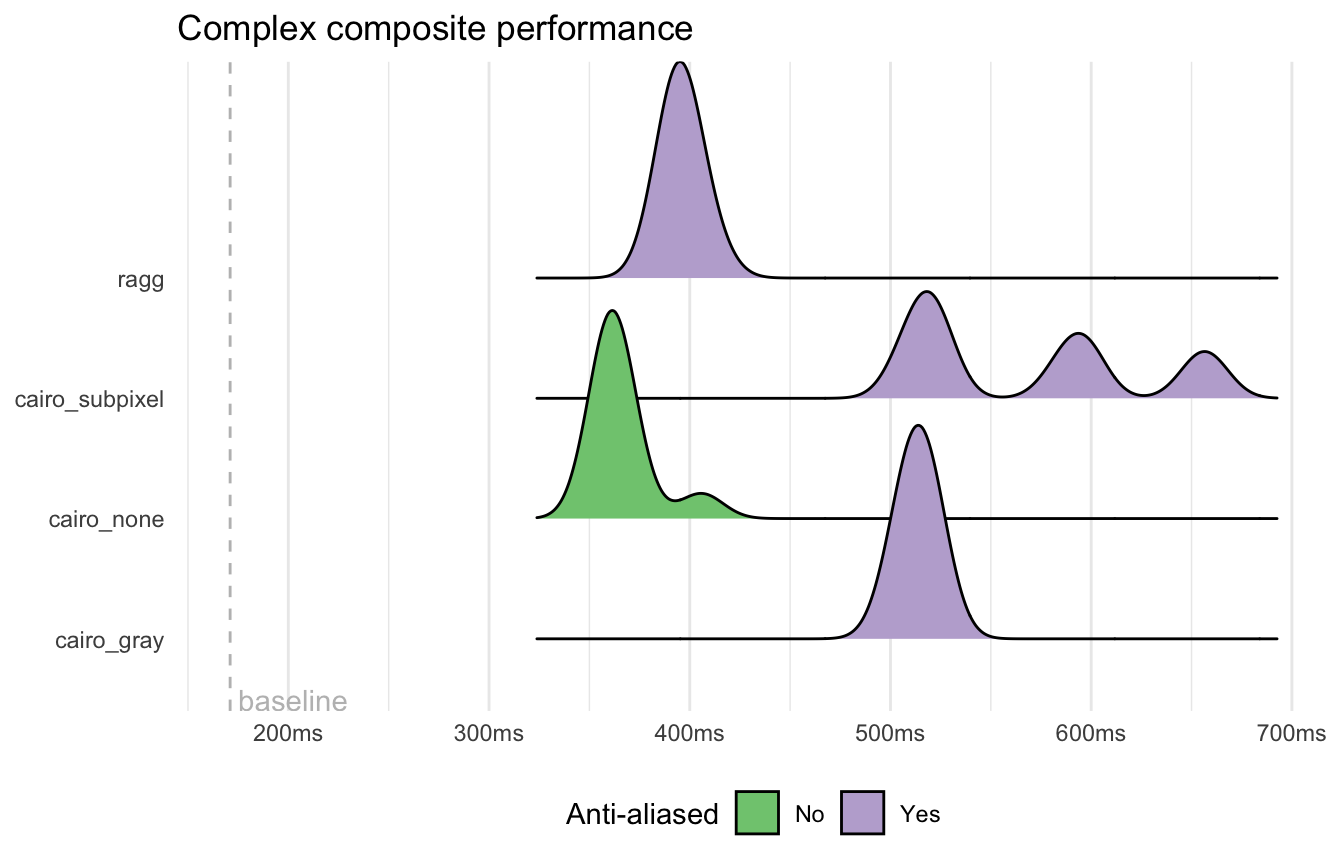 Complex composite performance
ragg
cairo_subpixel
cairo_none
cairo_gray
baseline
200ms 300ms 400ms 500ms 600ms 700ms
Anti-aliased No Yes